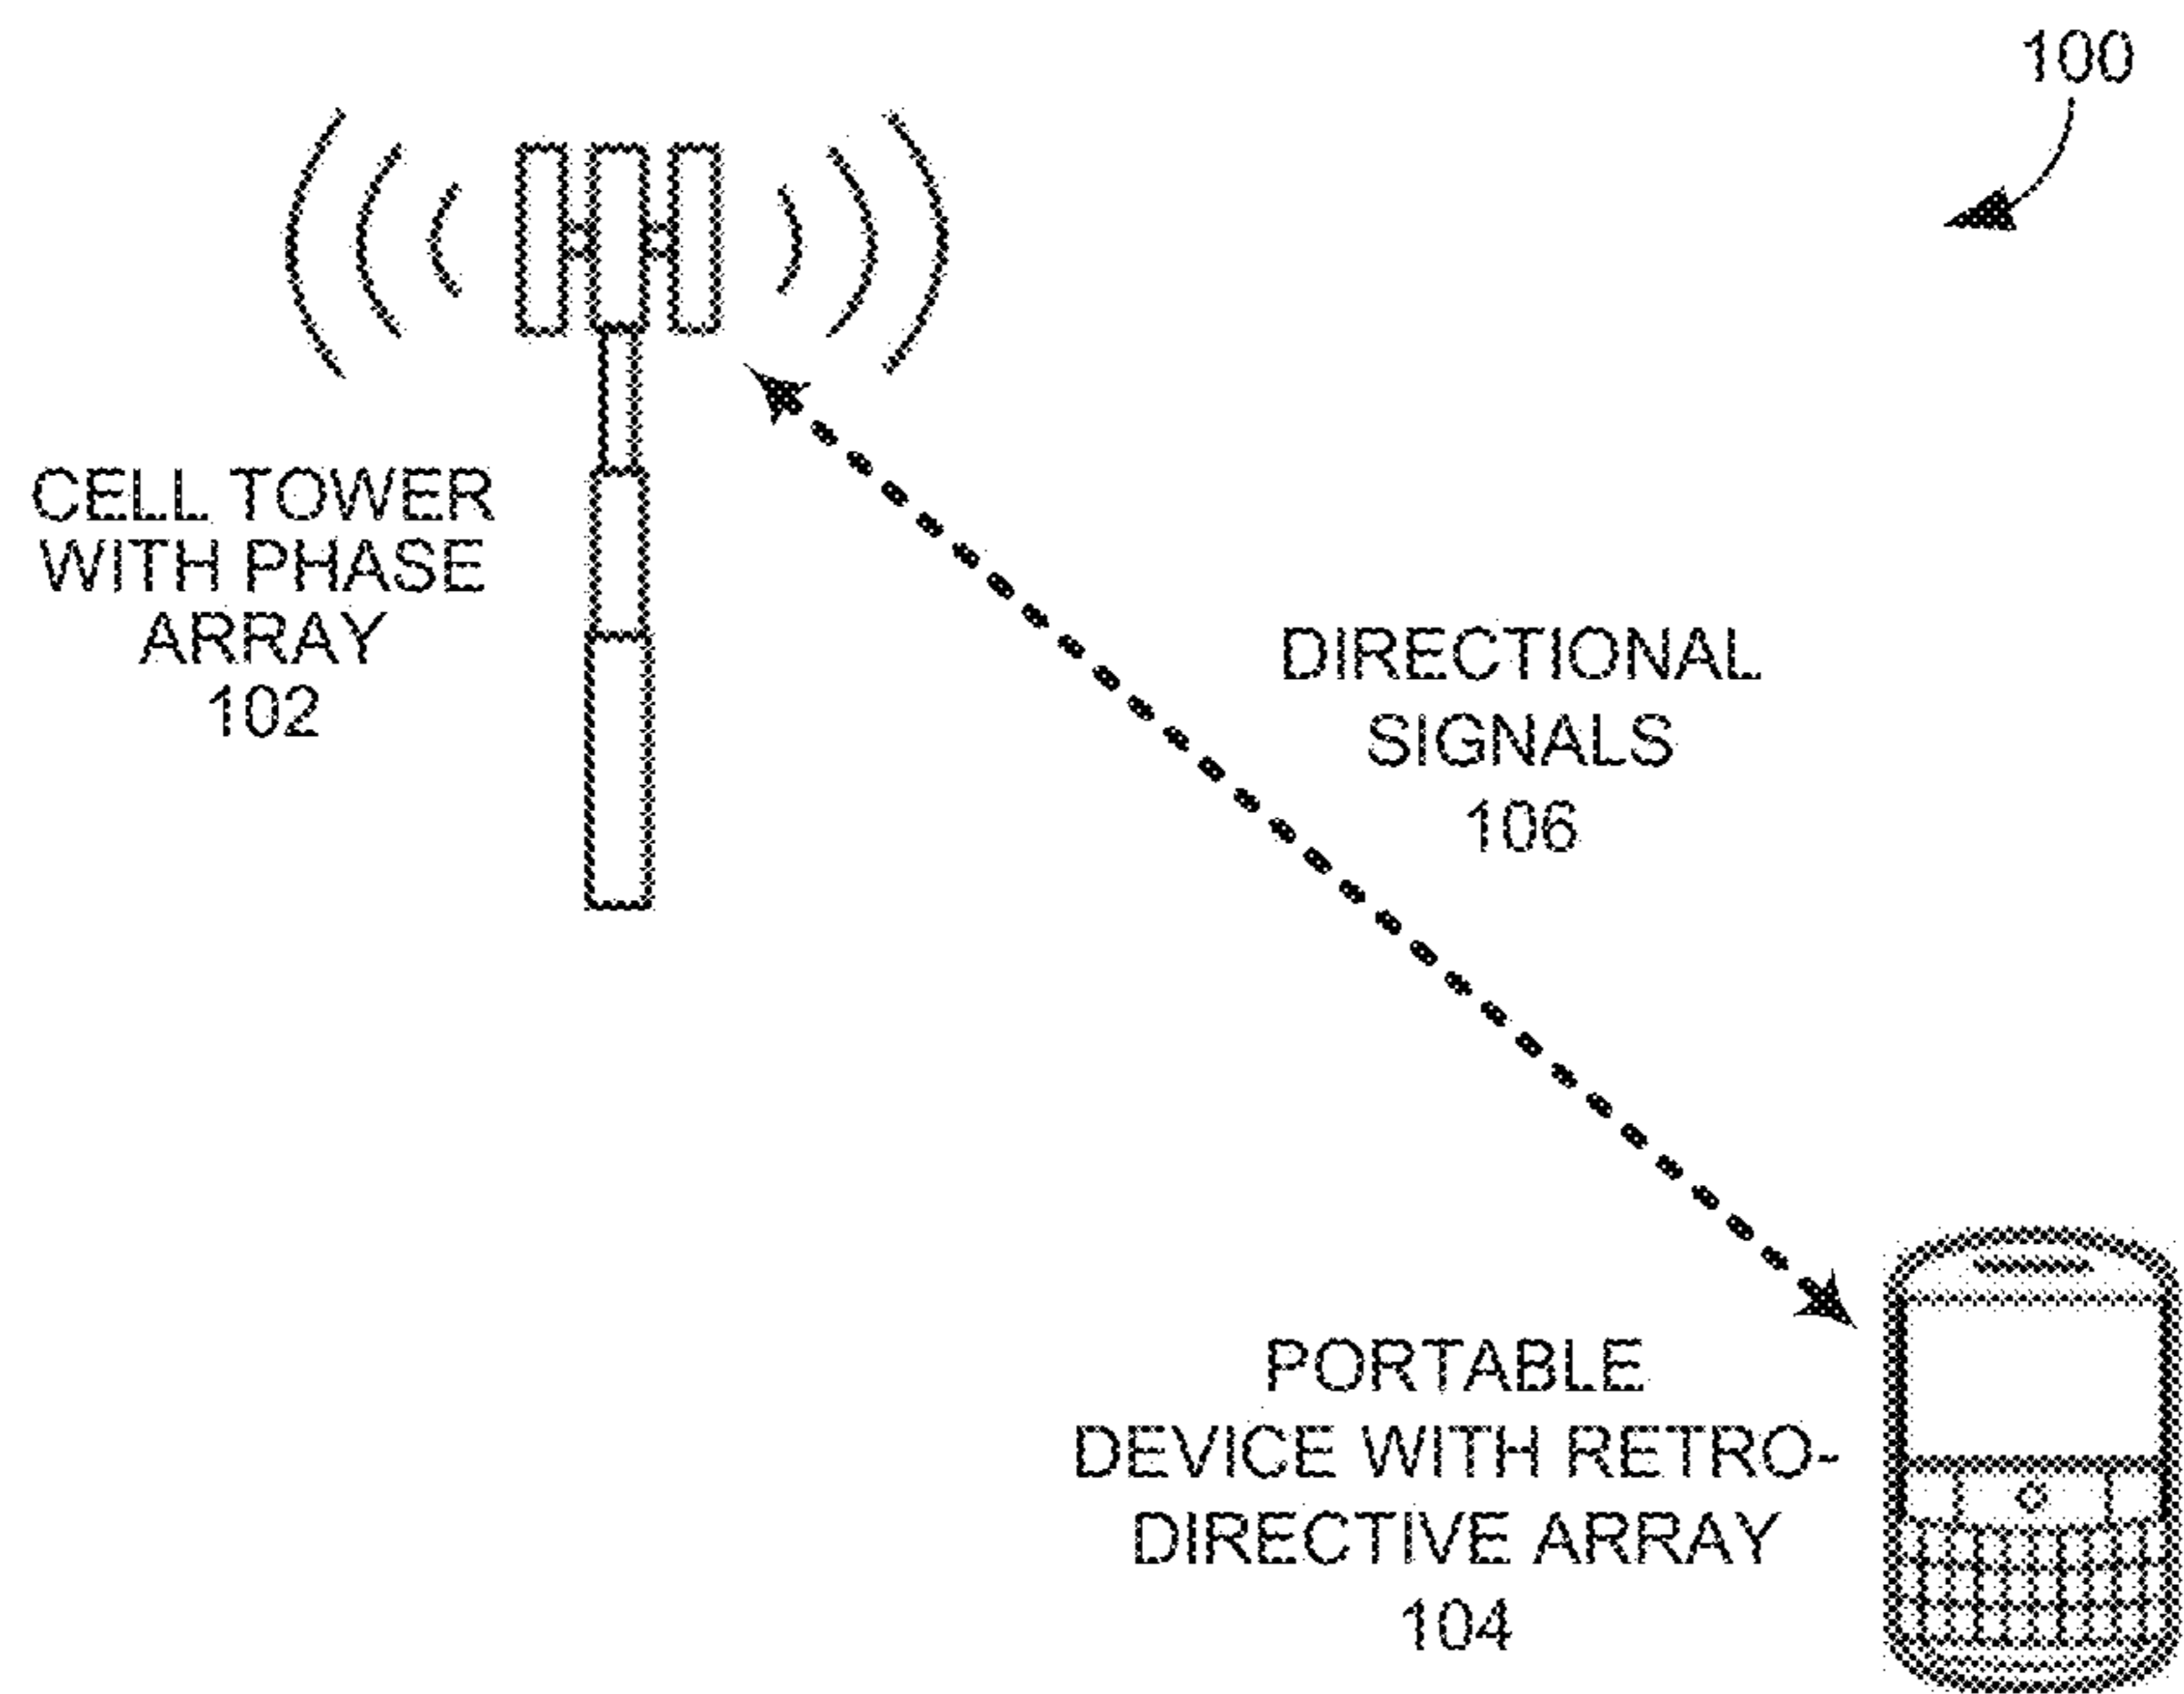 100
CELL TOWER
WITH PHASE
ARRAY
102
DIRECTIONAL
SIGNALS
106
PORTABLE
DEVICE WITH RETRO-
DIRECTIVE ARRAY
104